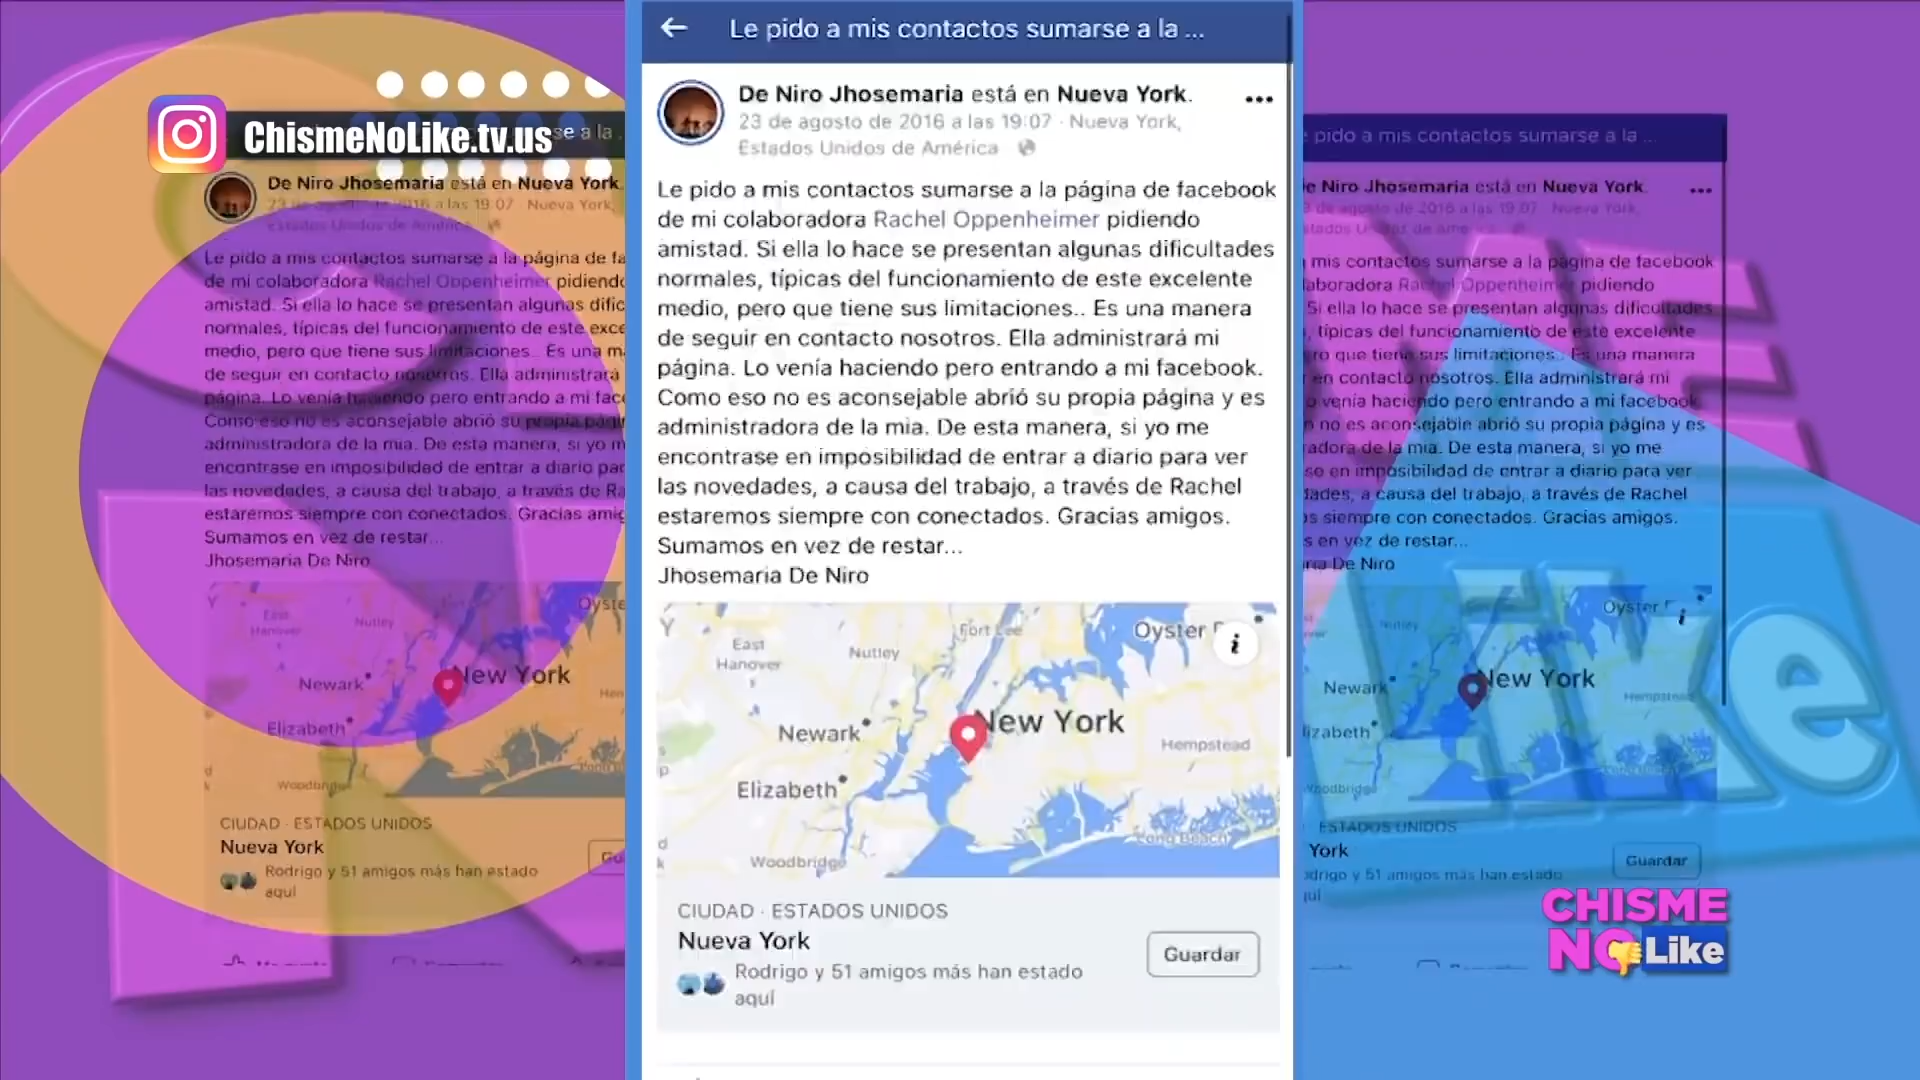 ChismeNoLike.tv.us
Le pido a mis contactos sumarse a la ...
De Niro Jhosemaria está en Nueva York.
23 de agosto de 2016 a las 19:07 · Nueva York,
Estados Unidos de América
Le pido a mis contactos sumarse a la página de facebook
de mi colaboradora Rachel Oppenheimer pidiendo
amistad. Si ella lo hace se presentan algunas dificultades
normales, típicas del funcionamiento de este excelente
medio, pero que tiene sus limitaciones.. Es una manera
de seguir en contacto nosotros. Ella administrará mi
página. Lo venía haciendo pero entrando a mi facebook.
Como eso no es aconsejable abrió su propia página y es
administradora de la mia. De esta manera, si yo me
encontrase en imposibilidad de entrar a diario para ver
las novedades, a causa del trabajo, a través de Rachel
estaremos siempre con conectados. Gracias amigos.
Sumamos en vez de restar...
Jhosemaria De Niro
Fort Lee
Oyster
East
Hanover
Nutley
New York
Newark
Hempstead
Elizabeth
Long Beach
Woodbridge
CIUDAD · ESTADOS UNIDOS
Nueva York
Guardar
Rodrigo y 51 amigos más han estado
aquí
CHISME
NO Like